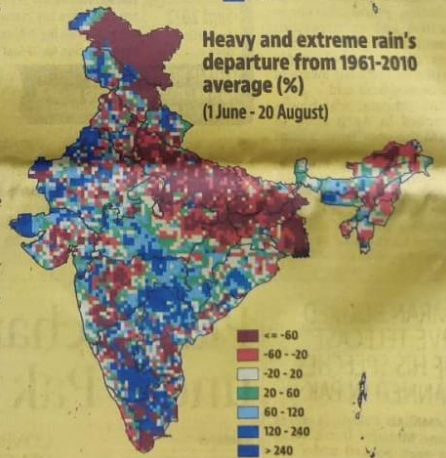 Heavy and extreme rain's
departure from 1961-2010
average (%)
(1 June - 20 August)
<= -60
-60 - -20
-20 - 20
20 - 60
60 - 120
120 - 240
> 240